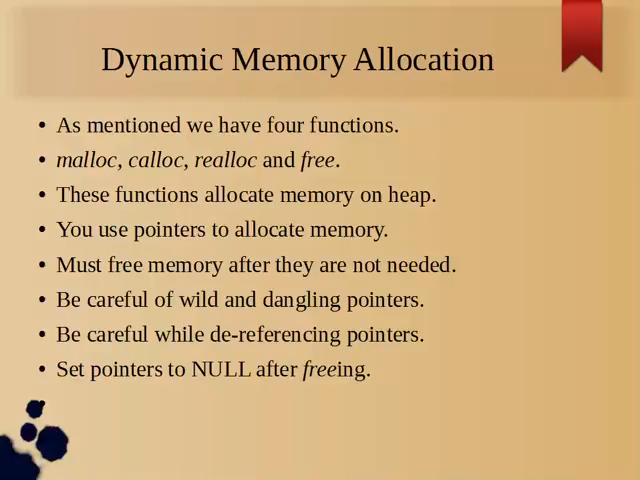 Dynamic Memory Allocation
• As mentioned we have four functions.
• malloc, calloc, realloc and free.
• These functions allocate memory on heap.
• You use pointers to allocate memory.
• Must free memory after they are not needed.
• Be careful of wild and dangling pointers.
• Be careful while de-referencing pointers.
• Set pointers to NULL after freeing.
•